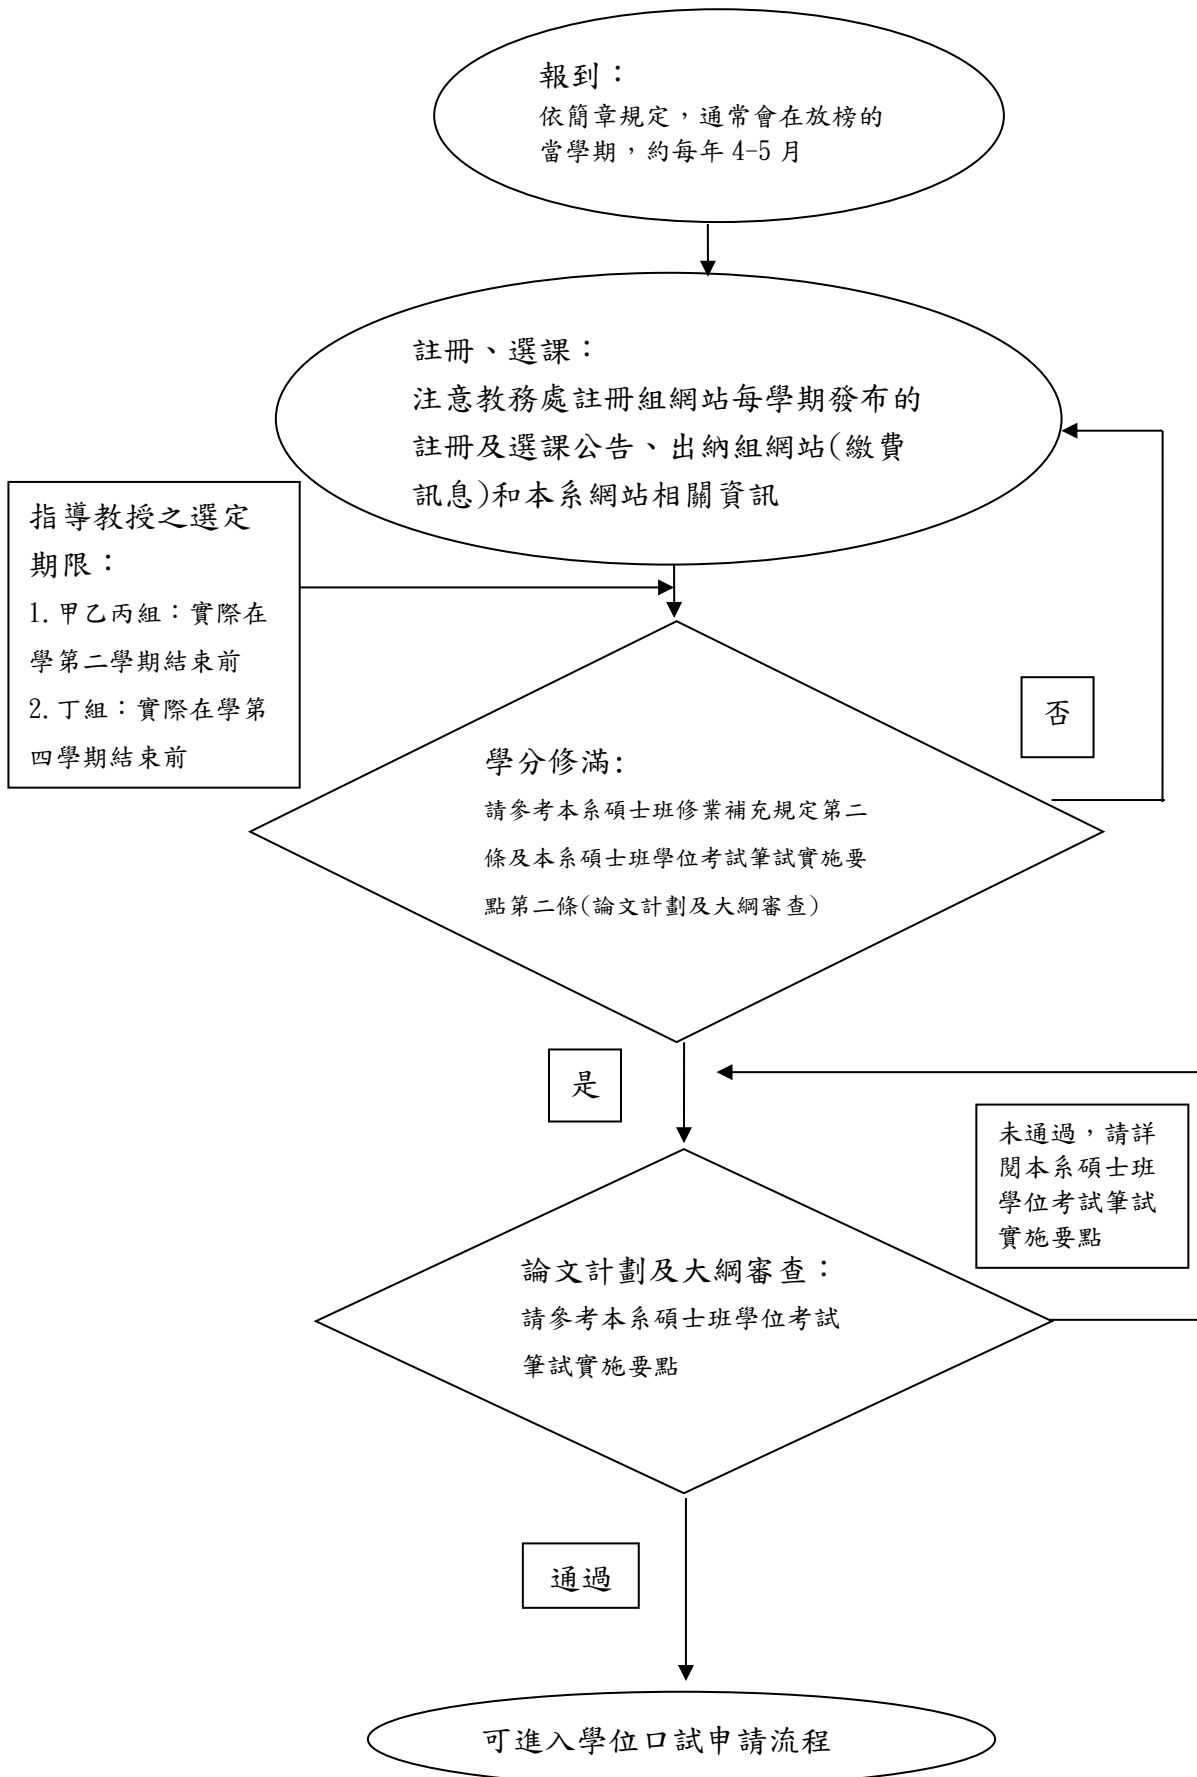 報到：
依簡章規定，通常會在放榜的
當學期，約每年 4-5 月
註冊、選課：
注意教務處註冊組網站每學期發布的
註冊及選課公告、出納組網站(繳費
訊息)和本系網站相關資訊
指導教授之選定
期限：
1.甲乙丙組：實際在
學第二學期結束前
2.丁組：實際在學第
四學期結束前
否
學分修滿:
請參考本系碩士班修業補充規定第二
條及本系碩士班學位考試筆試實施要
點第二條(論文計劃及大綱審查)
是
未通過，請詳
閱本系碩士班
學位考試筆試
實施要點
論文計劃及大綱審查：
請參考本系碩士班學位考試
筆試實施要點
通過
可進入學位口試申請流程